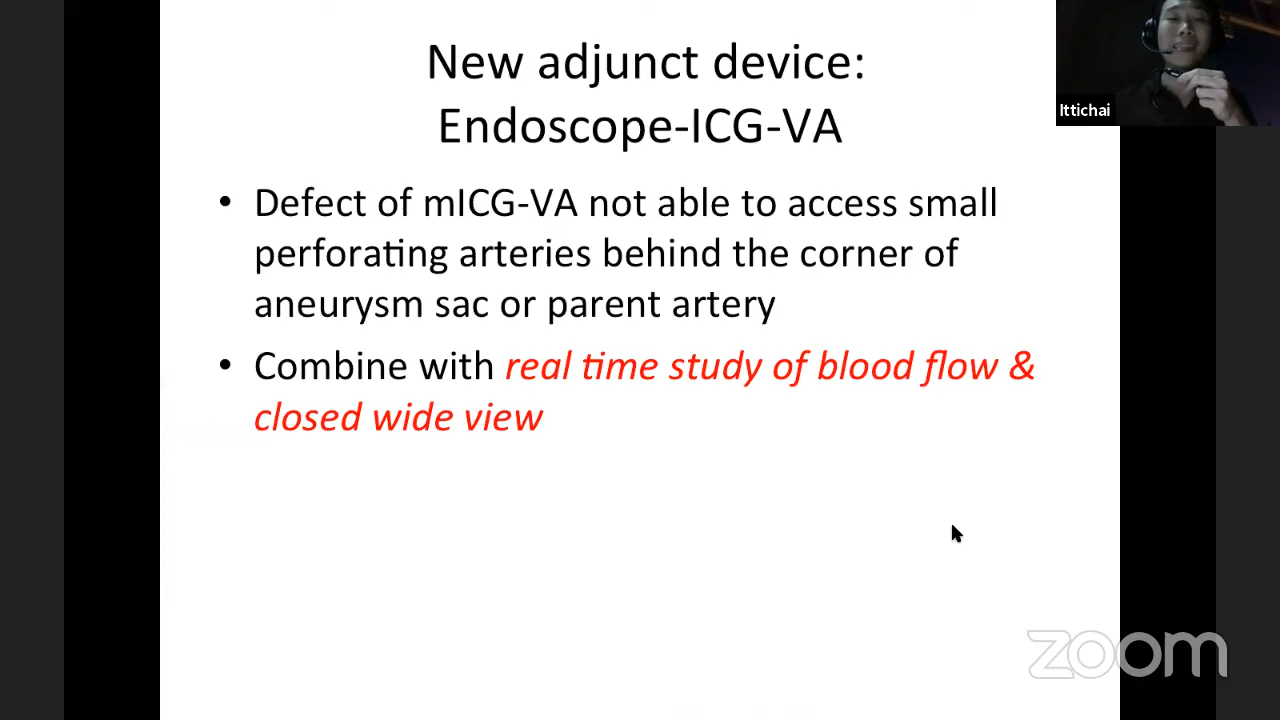 New adjunct device:
Endoscope-ICG-VA
• Defect of mICG-VA not able to access small
perforating arteries behind the corner of
aneurysm sac or parent artery
• Combine with real time study of blood flow &
closed wide view
Ittichai
zoom